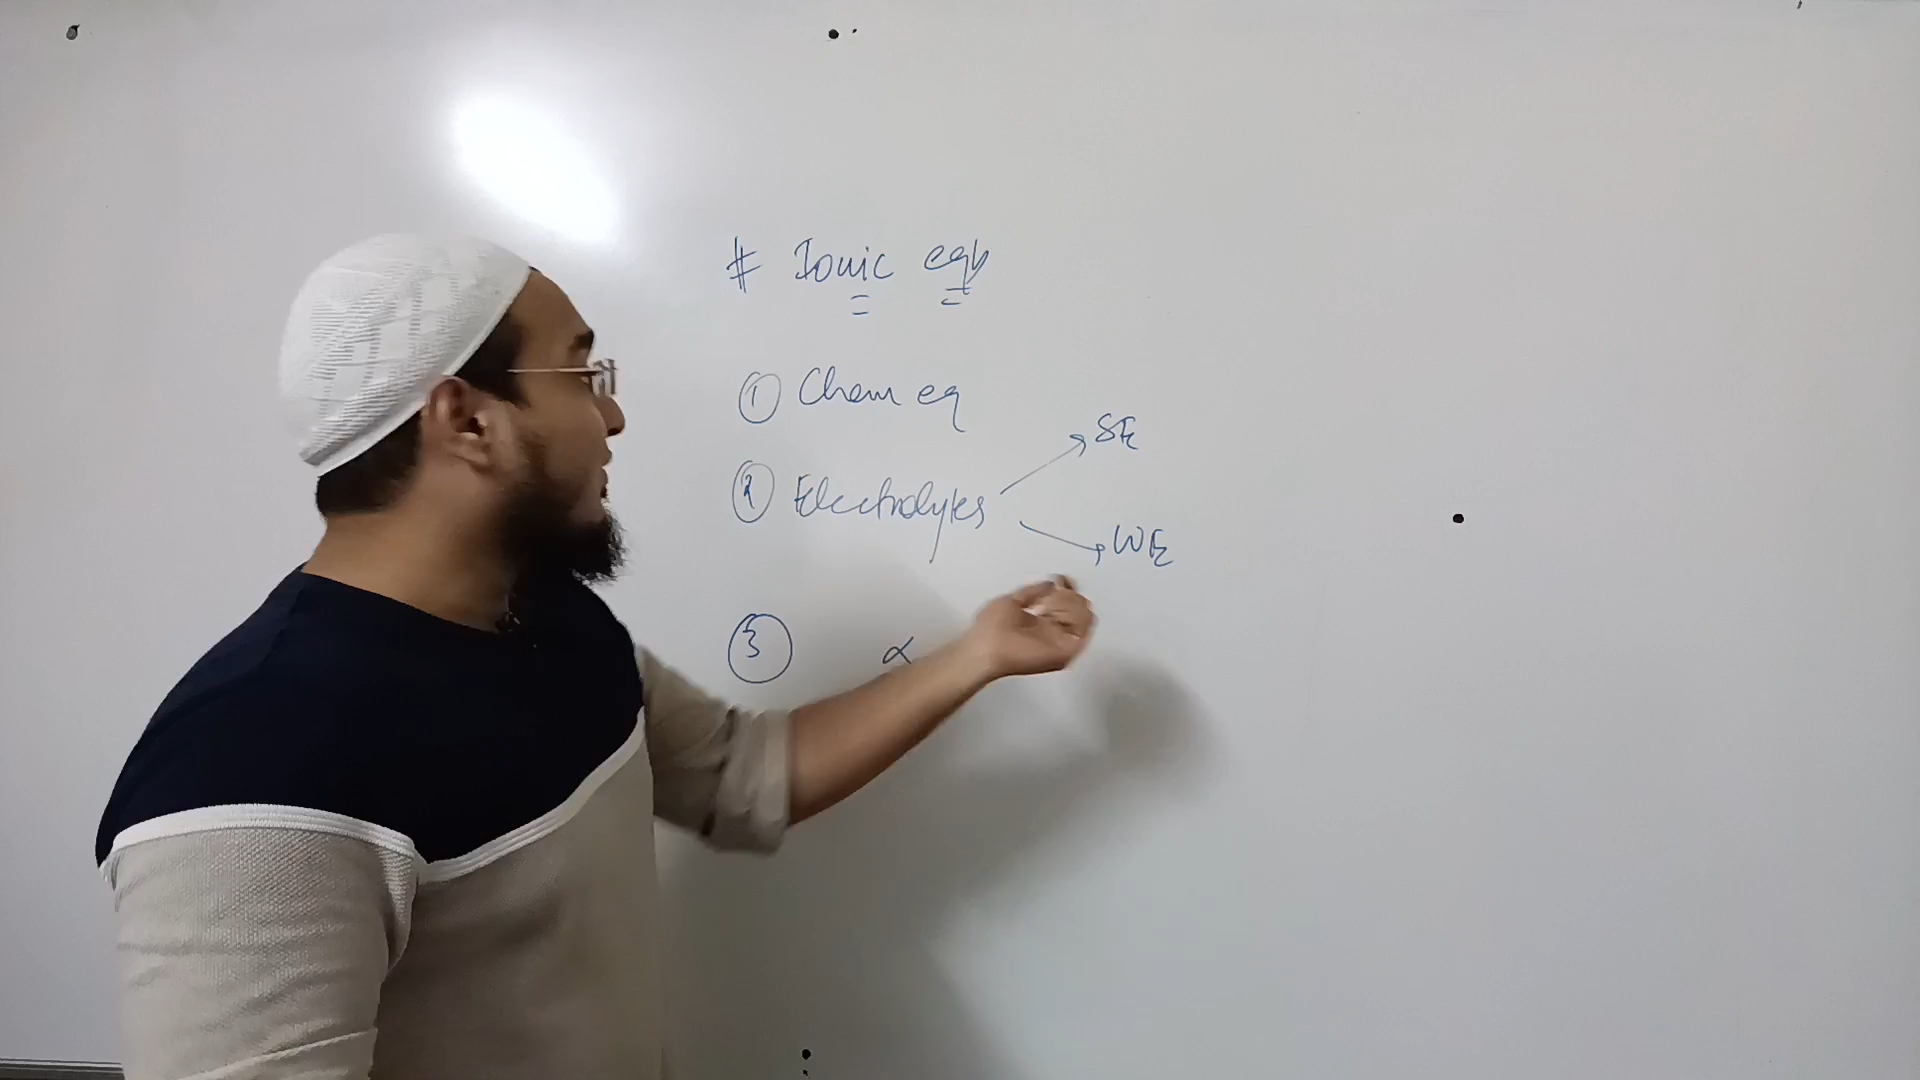 # Ionic eqb
① Chem eq
② Electrolytes → SE
→ WE
③ α